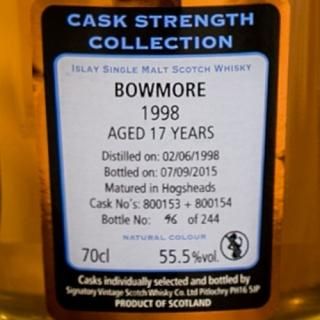 CASK STRENGTH
COLLECTION
ISLAY SINGLE MALT SCOTCH WHISKY
BOWMORE
1998
AGED 17 YEARS
Distilled on: 02/06/1998
Bottled on: 07/09/2015
Matured in Hogsheads
Cask No's: 800153 + 800154
Bottle No: 96 of 244
NATURAL COLOUR
70cl 55.5%vol.
Casks individually selected and bottled by
Signatory Vintage Scotch Whisky Co. Ltd Pitlochry PH16 5JP
PRODUCT OF SCOTLAND